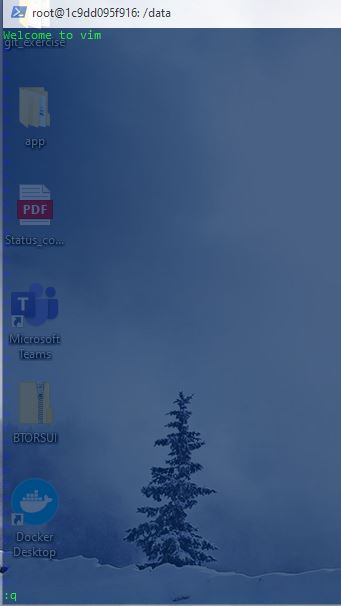 root@1c9dd095f916: /data
git_exercise
Welcome to vim
app
PDF
Status_co...
T
Microsoft
Teams
BTORSUI
Docker
Desktop
:q